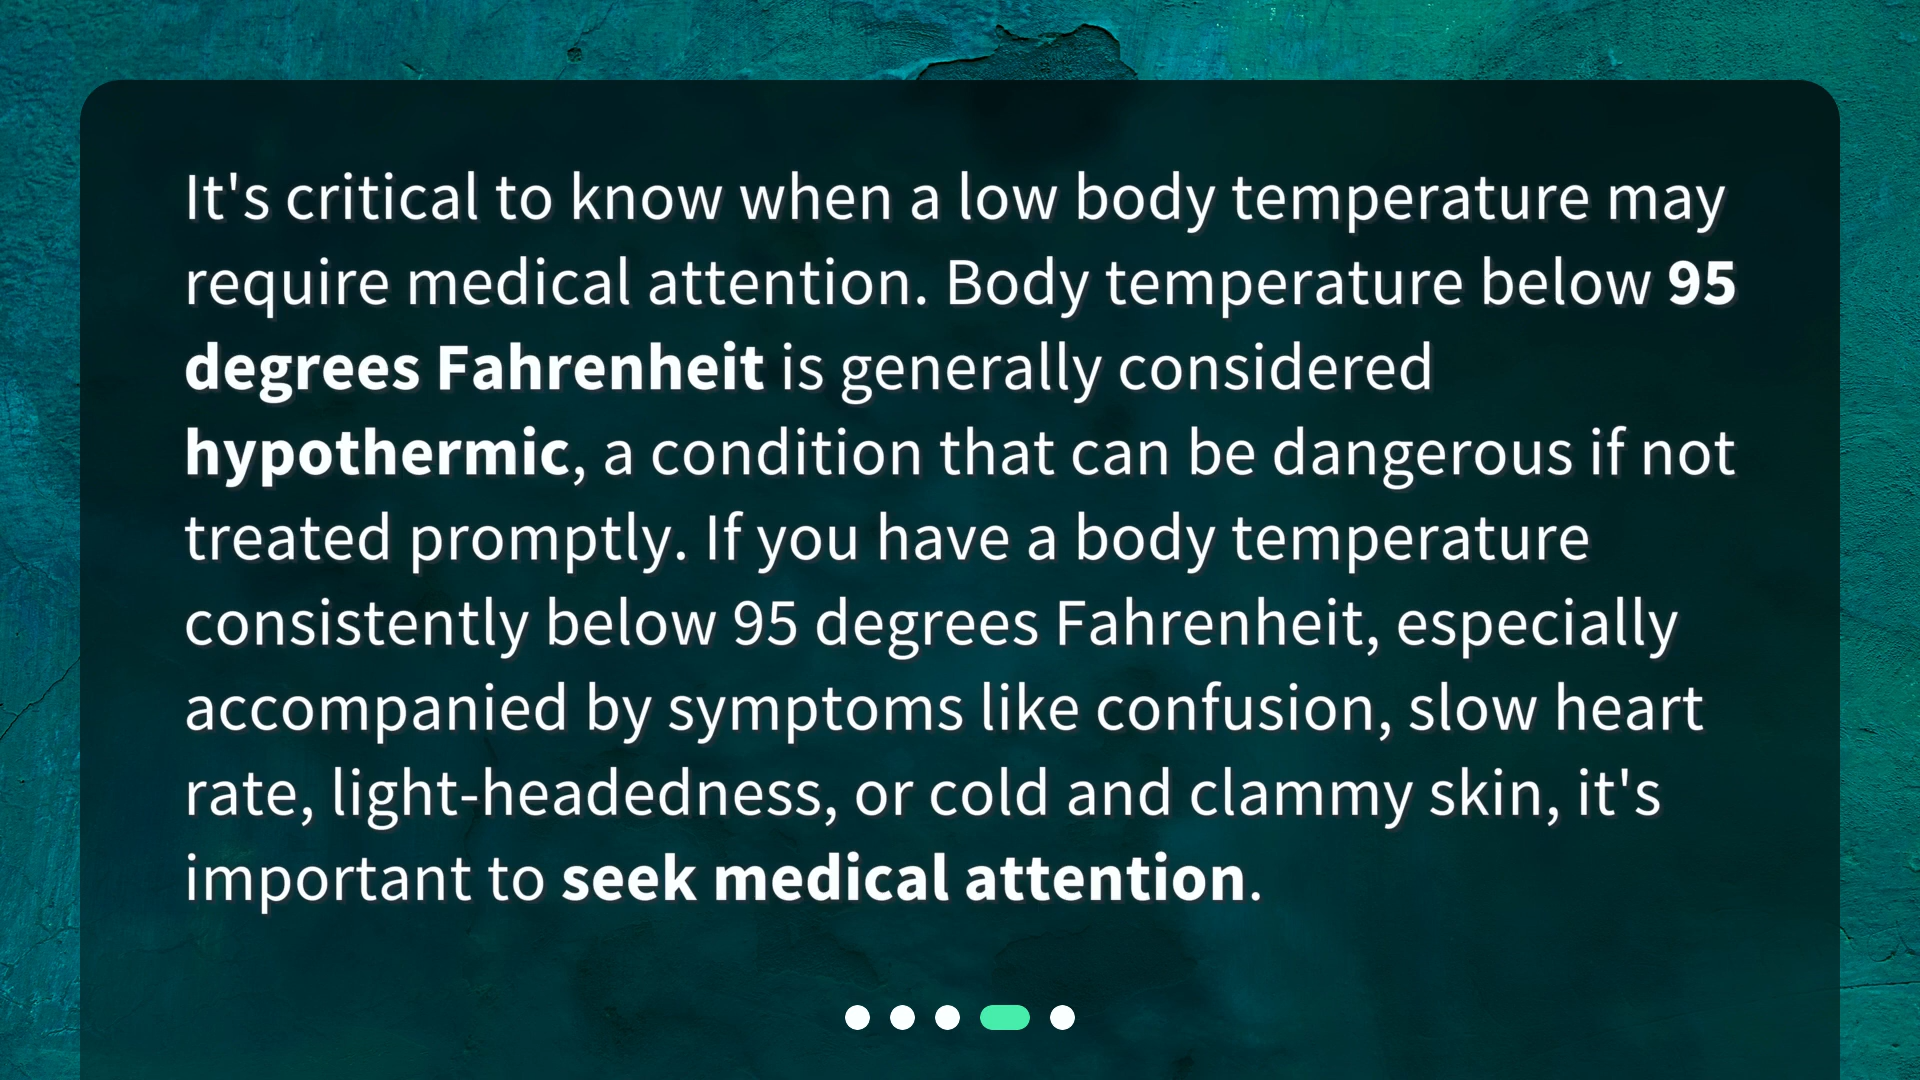 It's critical to know when a low body temperature may
require medical attention. Body temperature below 95
degrees Fahrenheit is generally considered
hypothermic, a condition that can be dangerous if not
treated promptly. If you have a body temperature
consistently below 95 degrees Fahrenheit, especially
accompanied by symptoms like confusion, slow heart
rate, light-headedness, or cold and clammy skin, it's
important to seek medical attention.